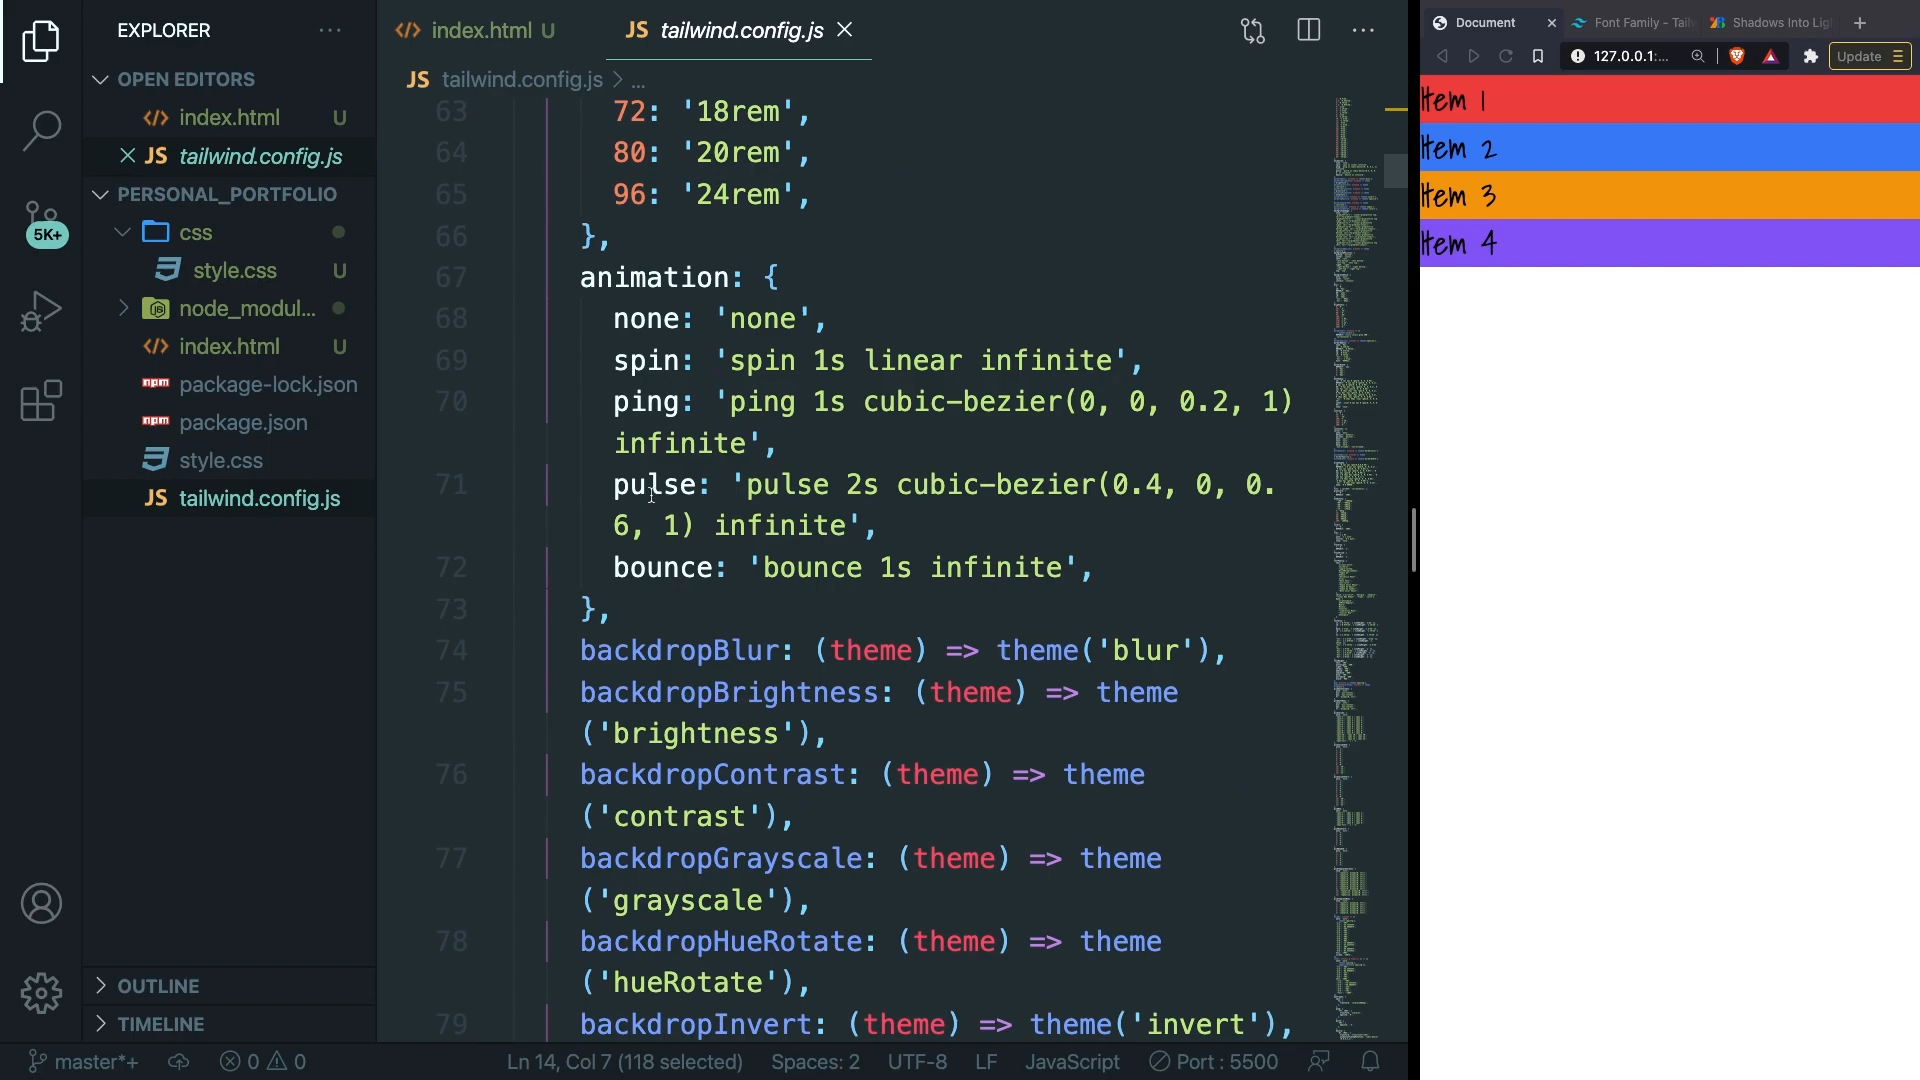 EXPLORER
OPEN EDITORS
index.html U
JS tailwind.config.js
PERSONAL_PORTFOLIO
css
style.css U
node_modul...
index.html U
npm package-lock.json
npm package.json
style.css
JS tailwind.config.js
5K+
OUTLINE
TIMELINE
index.html U
JS tailwind.config.js
JS tailwind.config.js > ...
63 72: '18rem',
64 80: '20rem',
65 96: '24rem',
66 },
67 animation: {
68 none: 'none',
69 spin: 'spin 1s linear infinite',
70 ping: 'ping 1s cubic-bezier(0, 0, 0.2, 1)
infinite',
71 pulse: 'pulse 2s cubic-bezier(0.4, 0, 0.
6, 1) infinite',
72 bounce: 'bounce 1s infinite',
73 },
74 backdropBlur: (theme) => theme('blur'),
75 backdropBrightness: (theme) => theme
('brightness'),
76 backdropContrast: (theme) => theme
('contrast'),
77 backdropGrayscale: (theme) => theme
('grayscale'),
78 backdropHueRotate: (theme) => theme
('hueRotate'),
79 backdropInvert: (theme) => theme('invert'),
master*+ 0 0 Ln 14, Col 7 (118 selected) Spaces: 2 UTF-8 LF JavaScript Port : 5500
Document Font Family - Tailw Shadows Into Lig
127.0.0.1:... Update
Item 1
Item 2
Item 3
Item 4